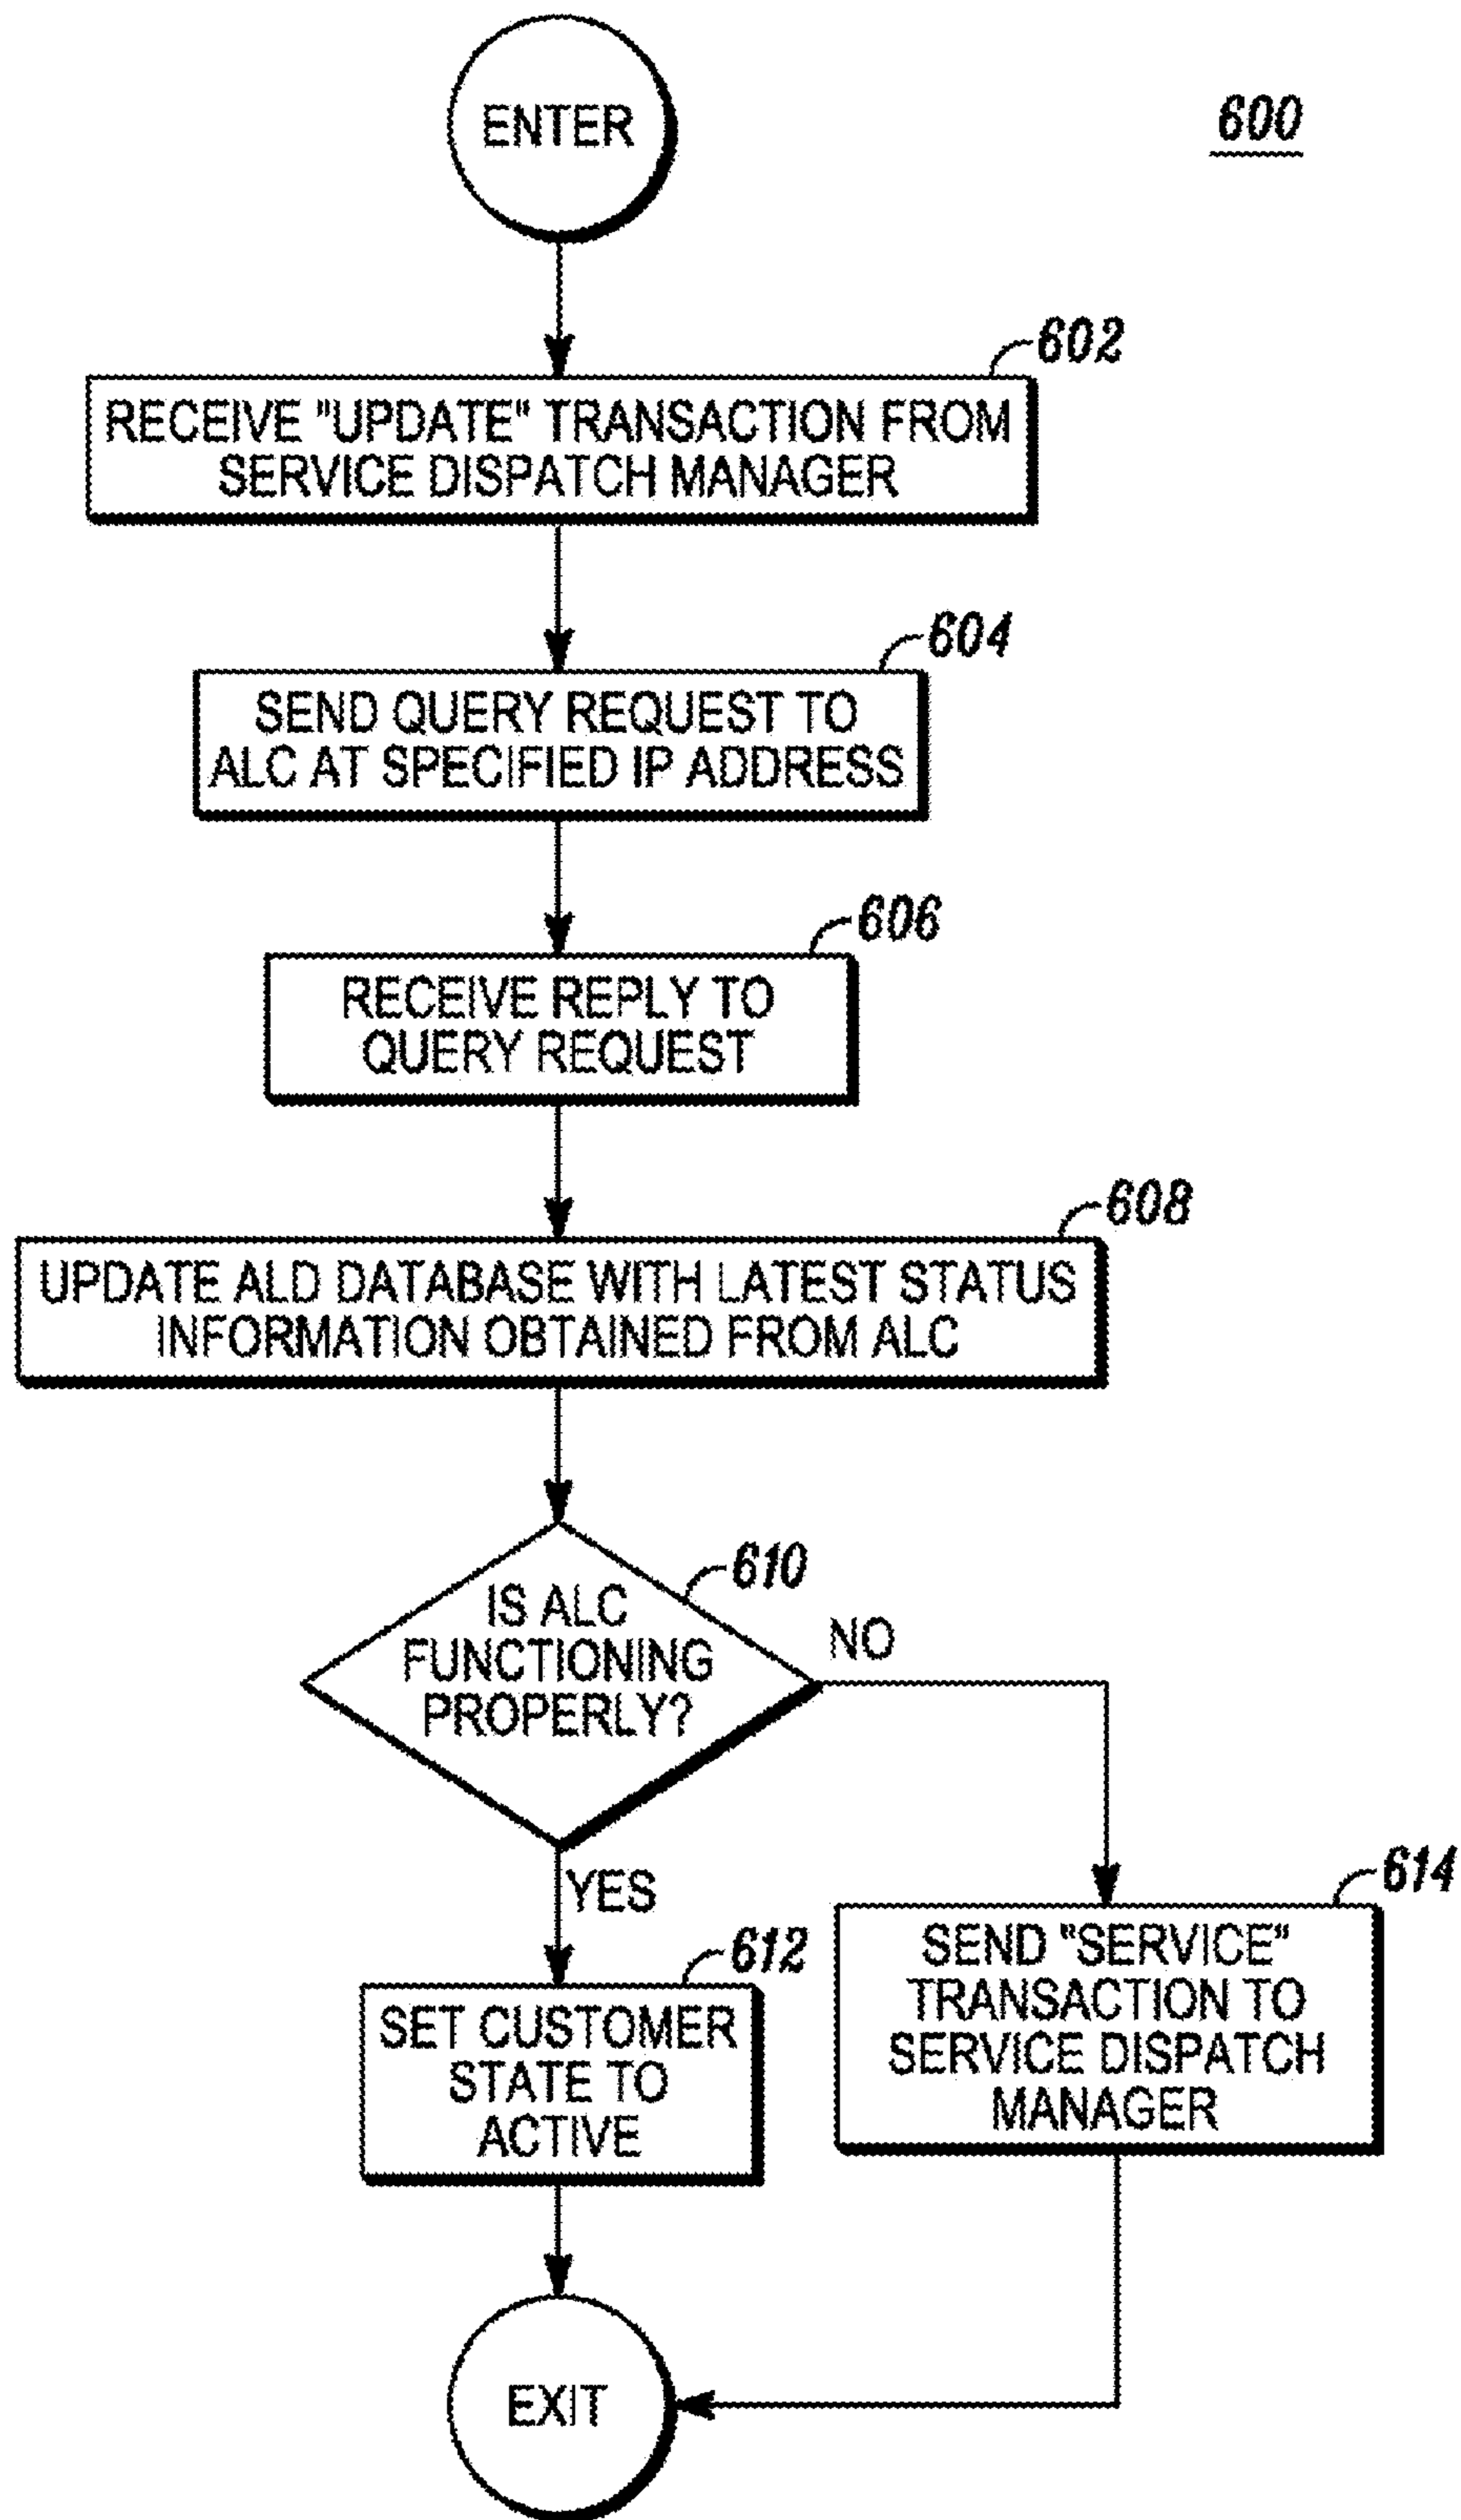 ENTER
600
602
RECEIVE "UPDATE" TRANSACTION FROM
SERVICE DISPATCH MANAGER
604
SEND QUERY REQUEST TO
ALC AT SPECIFIED IP ADDRESS
606
RECEIVE REPLY TO
QUERY REQUEST
608
UPDATE ALD DATABASE WITH LATEST STATUS
INFORMATION OBTAINED FROM ALC
610
IS ALC
FUNCTIONING
PROPERLY?
NO
YES
612
SET CUSTOMER
STATE TO
ACTIVE
614
SEND "SERVICE"
TRANSACTION TO
SERVICE DISPATCH
MANAGER
EXIT